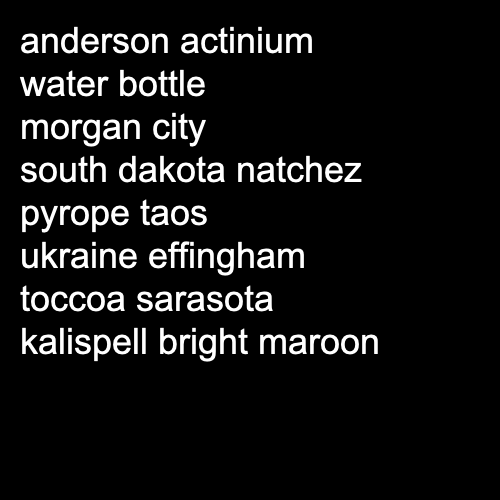 anderson actinium
water bottle
morgan city
south dakota natchez
pyrope taos
ukraine effingham
toccoa sarasota
kalispell bright maroon